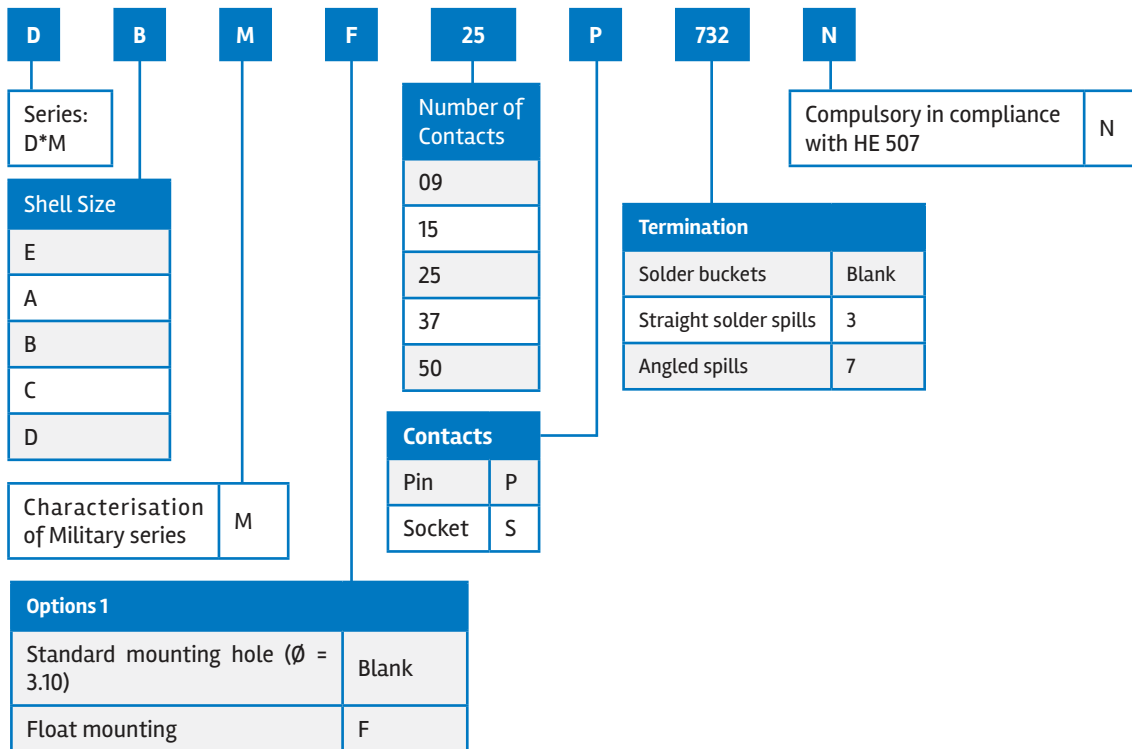 D B M F 25 P 732 N
Series:
D*M
Shell Size
E
A
B
C
D
Characterisation
of Military series M
Options 1
Standard mounting hole (Ø =
3.10) Blank
Float mounting F
Number of
Contacts
09
15
25
37
50
Contacts
Pin P
Socket S
Termination
Solder buckets Blank
Straight solder spills 3
Angled spills 7
Compulsory in compliance
with HE 507 N